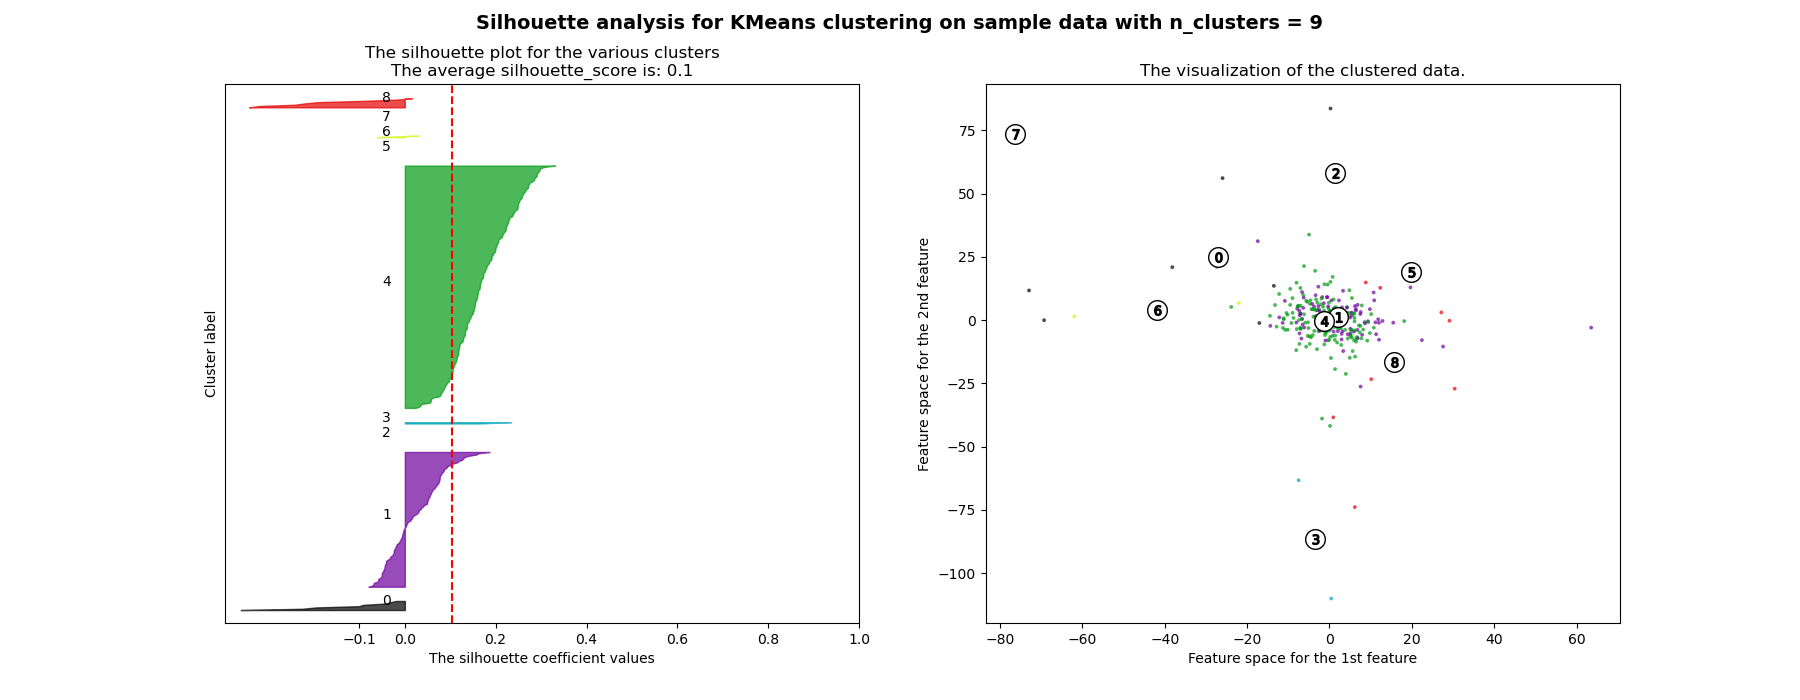 Silhouette analysis for KMeans clustering on sample data with n_clusters = 9
The silhouette plot for the various clusters
The average silhouette_score is: 0.1
Cluster label
8
7
6
5
4
3
2
1
0
−0.1 0.0 0.2 0.4 0.6 0.8 1.0
The silhouette coefficient values
The visualization of the clustered data.
Feature space for the 2nd feature
75
50
25
0
−25
−50
−75
−100
7
2
0
5
6
4 1
8
3
−80 −60 −40 −20 0 20 40 60
Feature space for the 1st feature